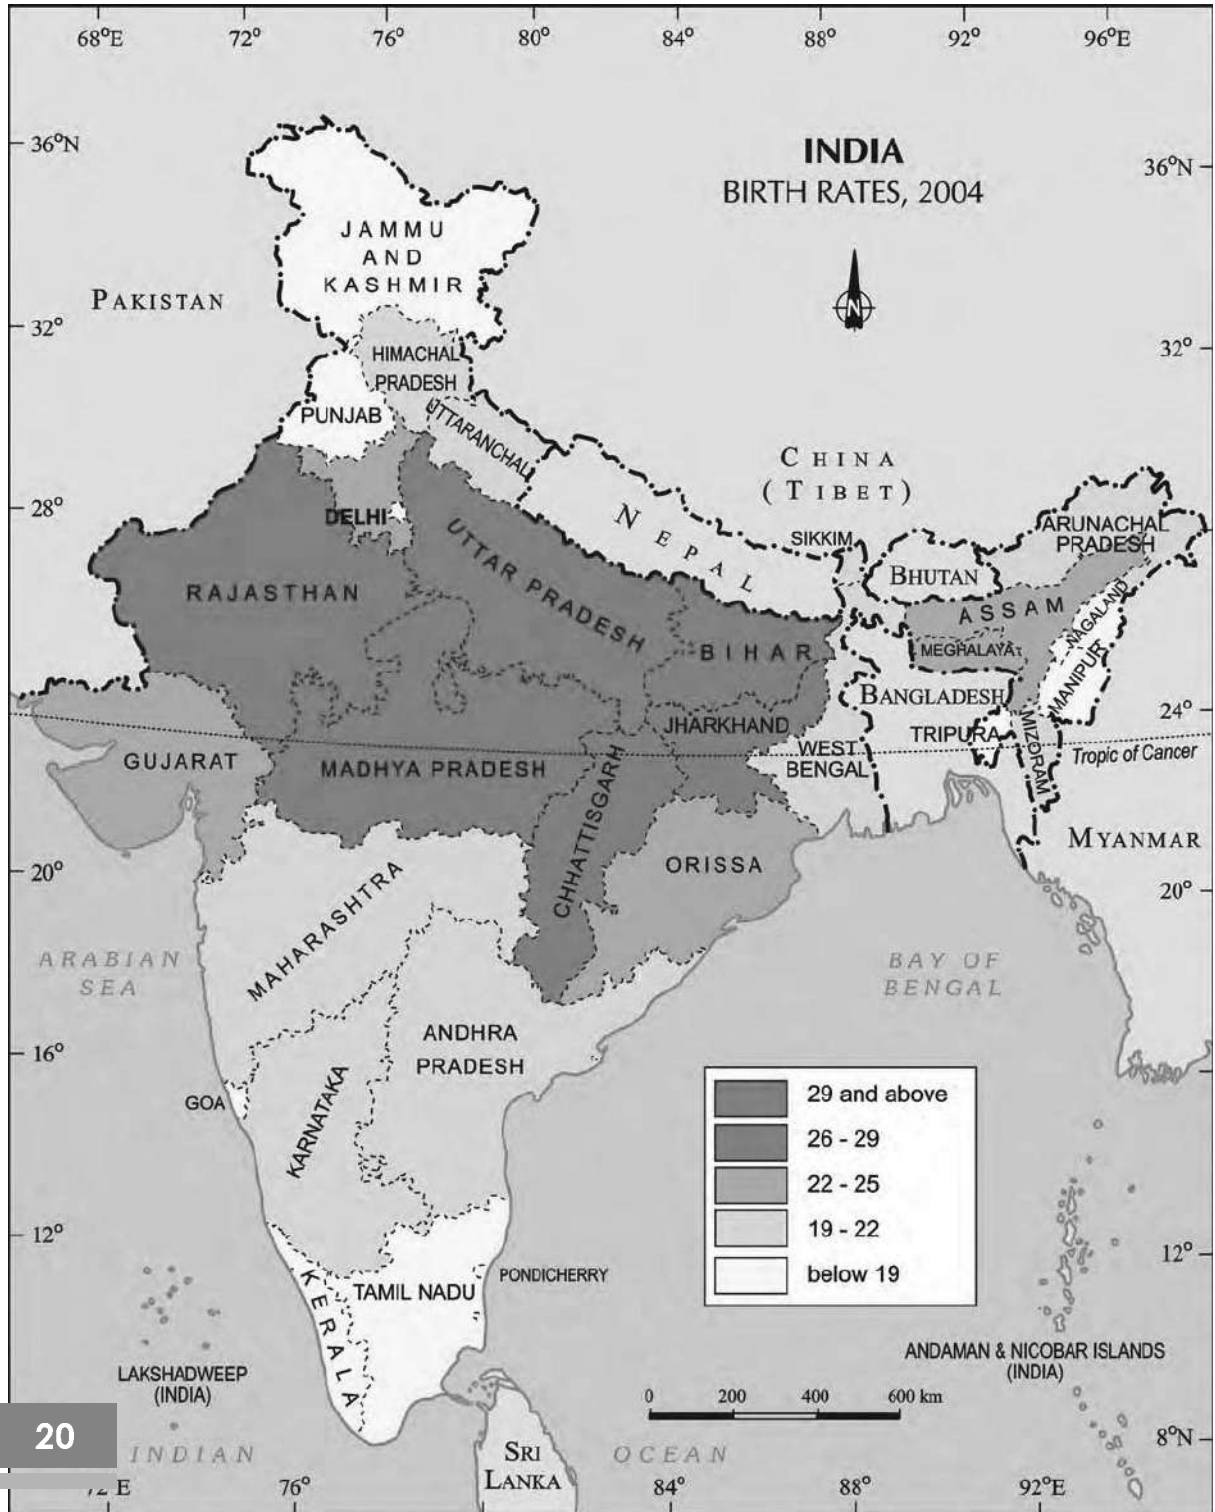 68°E 72° 76° 80° 84° 88° 92° 96°E
36°N
36°N
INDIA
BIRTH RATES, 2004
JAMMU
AND
KASHMIR
N
PAKISTAN
32°
32°
HIMACHAL
PRADESH
PUNJAB
UTTARANCHAL
CHINA
(TIBET)
28°
DELHI
NEPAL
SIKKIM
ARUNACHAL
PRADESH
BHUTAN
RAJASTHAN
UTTAR PRADESH
ASSAM
NAGALAND
BIHAR
MEGHALAYA
MANIPUR
BANGLADESH
24°
24°
JHARKHAND
TRIPURA
MIZORAM
Tropic of Cancer
GUJARAT
MADHYA PRADESH
WEST
BENGAL
CHHATTISGARH
MYANMAR
ORISSA
20°
20°
MAHARASHTRA
ARABIAN
SEA
BAY OF
BENGAL
ANDHRA
PRADESH
16°
GOA
KARNATAKA
29 and above
26 - 29
22 - 25
19 - 22
below 19
12°
12°
KERALA
TAMIL NADU
PONDICHERRY
LAKSHADWEEP
(INDIA)
ANDAMAN & NICOBAR ISLANDS
(INDIA)
0 200 400 600 km
20
INDIAN OCEAN
8°N
SRI
LANKA
72 E 76° 84° 88° 92°E